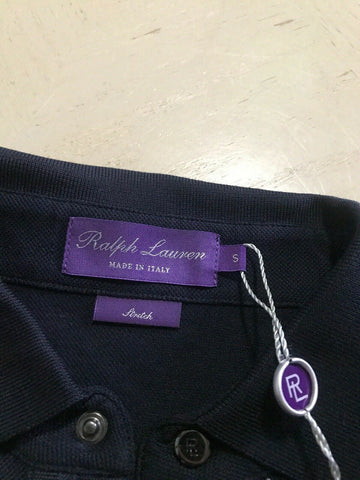 Ralph Lauren
MADE IN ITALY
S
Stretch
RL